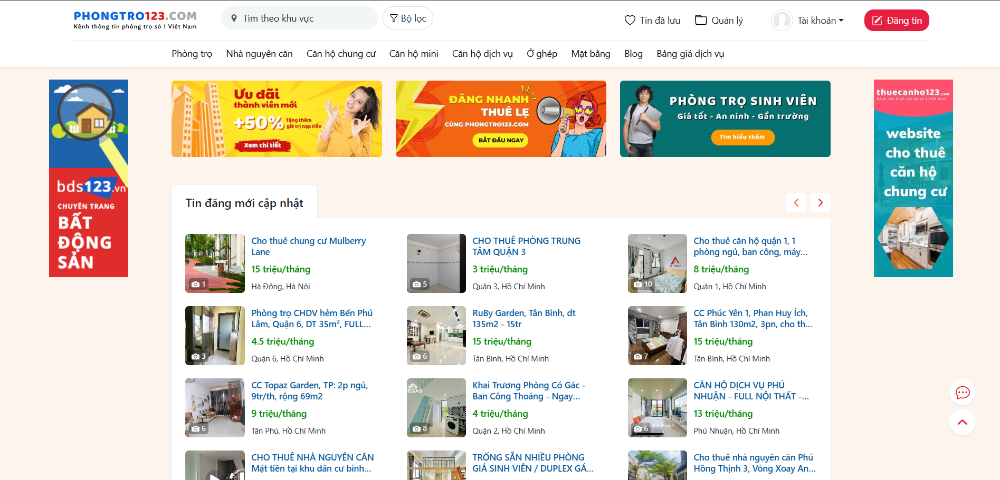 PHONGTRO123.COM
Kênh thông tin phòng trọ số 1 Việt Nam
Tìm theo khu vực
Bộ lọc
Tin đã lưu
Quản lý
Tài khoản
Đăng tin
Phòng trọ
Nhà nguyên căn
Căn hộ chung cư
Căn hộ mini
Căn hộ dịch vụ
Ở ghép
Mặt bằng
Blog
Bảng giá dịch vụ
bds123.vn
CHUYÊN TRANG
BẤT
ĐỘNG
SẢN
Ưu đãi
thành viên mới
+50% Tặng thêm
giá trị nạp tiền
Xem chi tiết
ĐĂNG NHANH
THUÊ LẸ
CÙNG PHONGTRO123.COM
BẮT ĐẦU NGAY
PHÒNG TRỌ SINH VIÊN
Giá tốt - An ninh - Gần trường
Tìm hiểu thêm
thuecanho123.com
Kênh cho thuê căn hộ số 1 Việt Nam
website
cho thuê
căn hộ
chung cư
Tin đăng mới cập nhật
1
Cho thuê chung cư Mulberry
Lane
15 triệu/tháng
Hà Đông, Hà Nội
5
CHO THUÊ PHÒNG TRUNG
TÂM QUẬN 3
3 triệu/tháng
Quận 3, Hồ Chí Minh
10
Cho thuê căn hộ quận 1, 1
phòng ngủ, ban công, máy...
8 triệu/tháng
Quận 1, Hồ Chí Minh
3
Phòng trọ CHDV hẻm Bến Phú
Lâm, Quận 6, DT 35m², FULL...
4.5 triệu/tháng
Quận 6, Hồ Chí Minh
6
RuBy Garden, Tân Bình, dt
135m2 - 15tr
15 triệu/tháng
Tân Bình, Hồ Chí Minh
7
CC Phúc Yên 1, Phan Huy Ích,
Tân Bình 130m2, 3pn, cho th...
15 triệu/tháng
Tân Bình, Hồ Chí Minh
6
CC Topaz Garden, TP: 2p ngủ,
9tr/th, rộng 69m2
9 triệu/tháng
Tân Phú, Hồ Chí Minh
8
Khai Trương Phòng Có Gác -
Ban Công Thoáng - Ngay...
4 triệu/tháng
Quận 2, Hồ Chí Minh
6
CĂN HỘ DỊCH VỤ PHÚ
NHUẬN - FULL NỘI THẤT -...
13 triệu/tháng
Phú Nhuận, Hồ Chí Minh
CHO THUÊ NHÀ NGUYÊN CĂN
Mặt tiền tại khu dân cư bình...
TRỐNG SẴN NHIỀU PHÒNG
GIÁ SINH VIÊN / DUPLEX GÁ...
Cho thuê nhà nguyên căn Phú
Hồng Thịnh 3, Vòng Xoay An...